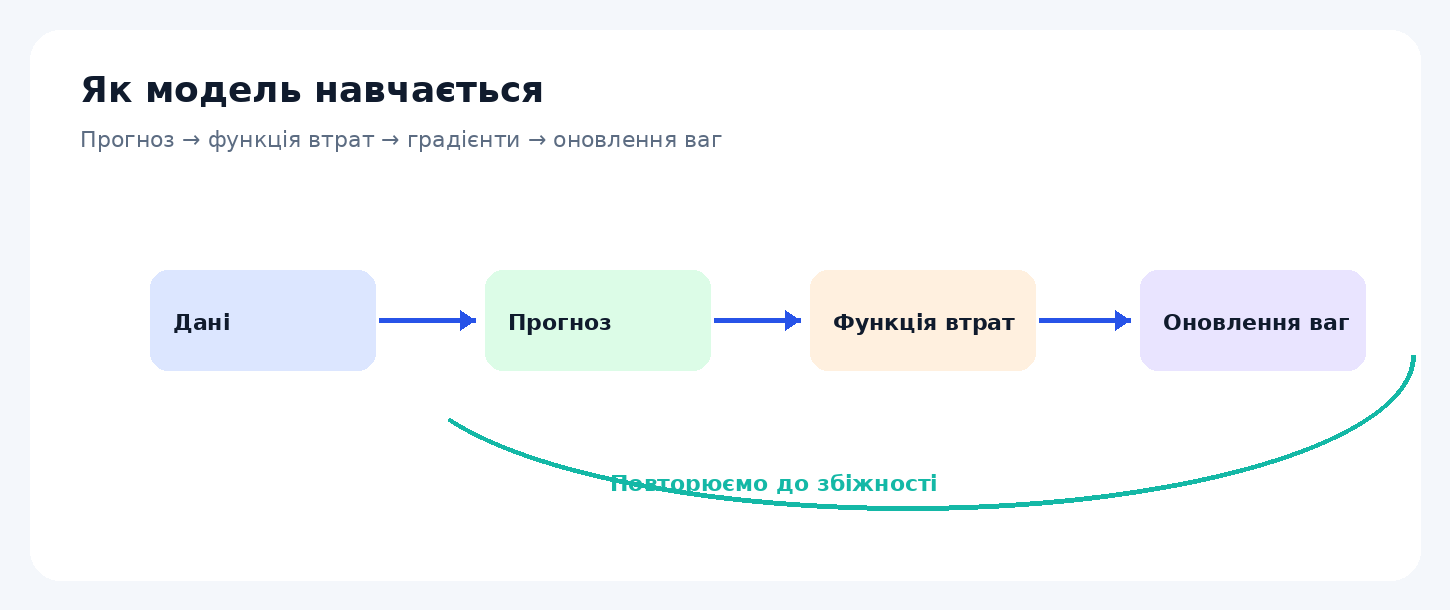 Як модель навчається
Прогноз → функція втрат → градієнти → оновлення ваг
Дані
Прогноз
Функція втрат
Оновлення ваг
Повторюємо до збіжності